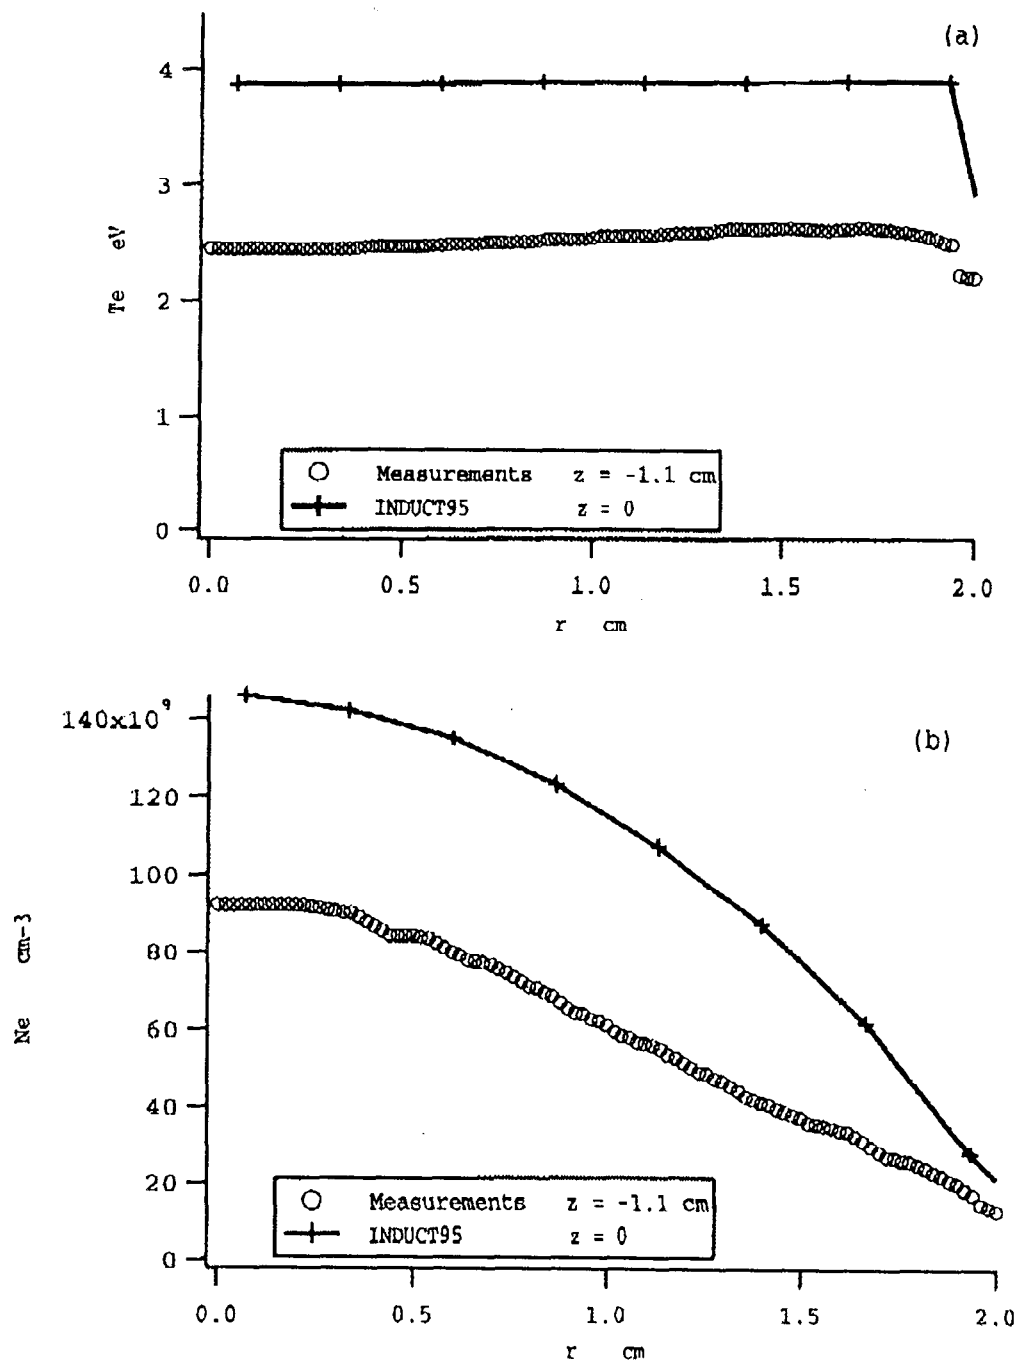 (a)
4
3
2
1
0
Te eV
Measurements z = -1.1 cm
INDUCT95 z = 0
0.0 0.5 1.0 1.5 2.0
r cm
(b)
140x10⁹
120
100
80
60
40
20
0
Ne cm-3
Measurements z = -1.1 cm
INDUCT95 z = 0
0.0 0.5 1.0 1.5 2.0
r cm